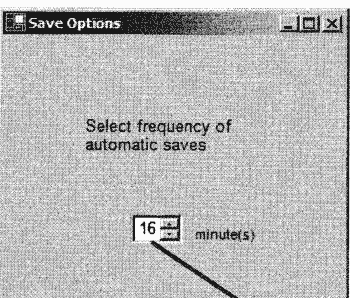 Save Options
Select frequency of
automatic saves
16 minute(s)